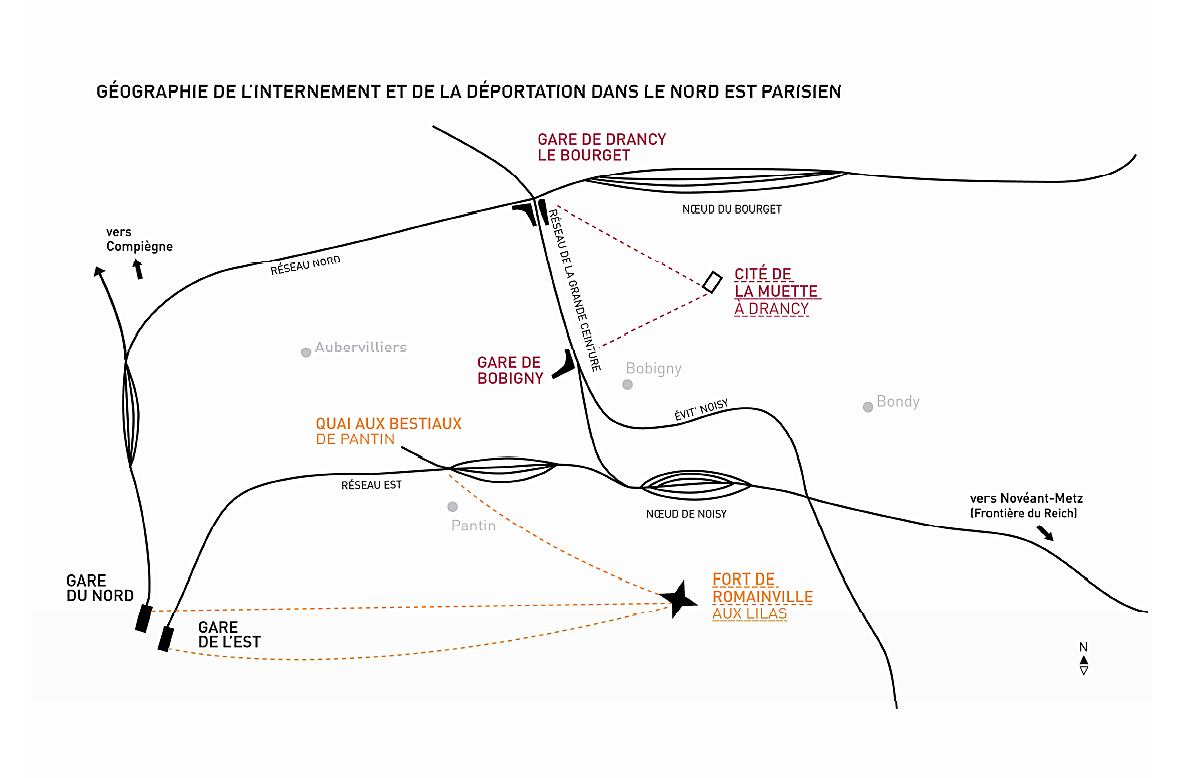 GÉOGRAPHIE DE L'INTERNEMENT ET DE LA DÉPORTATION DANS LE NORD EST PARISIEN
GARE DE DRANCY
LE BOURGET
NŒUD DU BOURGET
vers
Compiègne
RÉSEAU NORD
RÉSEAU DE LA GRANDE CEINTURE
CITÉ DE
LA MUETTE
À DRANCY
Aubervilliers
GARE DE
BOBIGNY
Bobigny
Bondy
ÉVIT' NOISY
QUAI AUX BESTIAUX
DE PANTIN
RÉSEAU EST
Pantin
NŒUD DE NOISY
vers Novéant-Metz
(Frontière du Reich)
GARE
DU NORD
GARE
DE L'EST
FORT DE
ROMAINVILLE
AUX LILAS
N